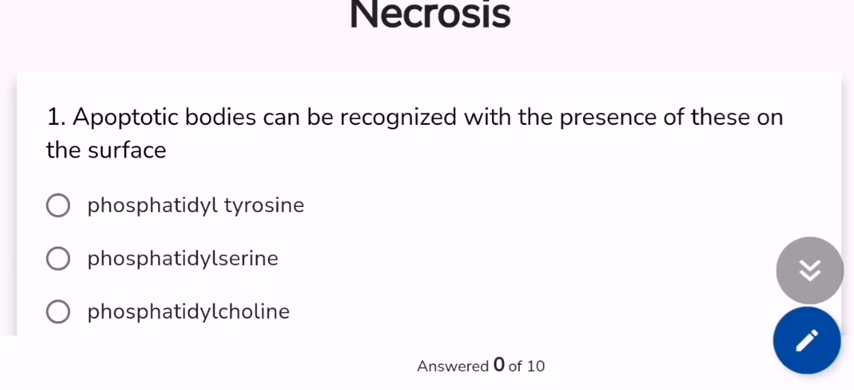 Necrosis
1. Apoptotic bodies can be recognized with the presence of these on
the surface
phosphatidyl tyrosine
phosphatidylserine
phosphatidylcholine
Answered 0 of 10